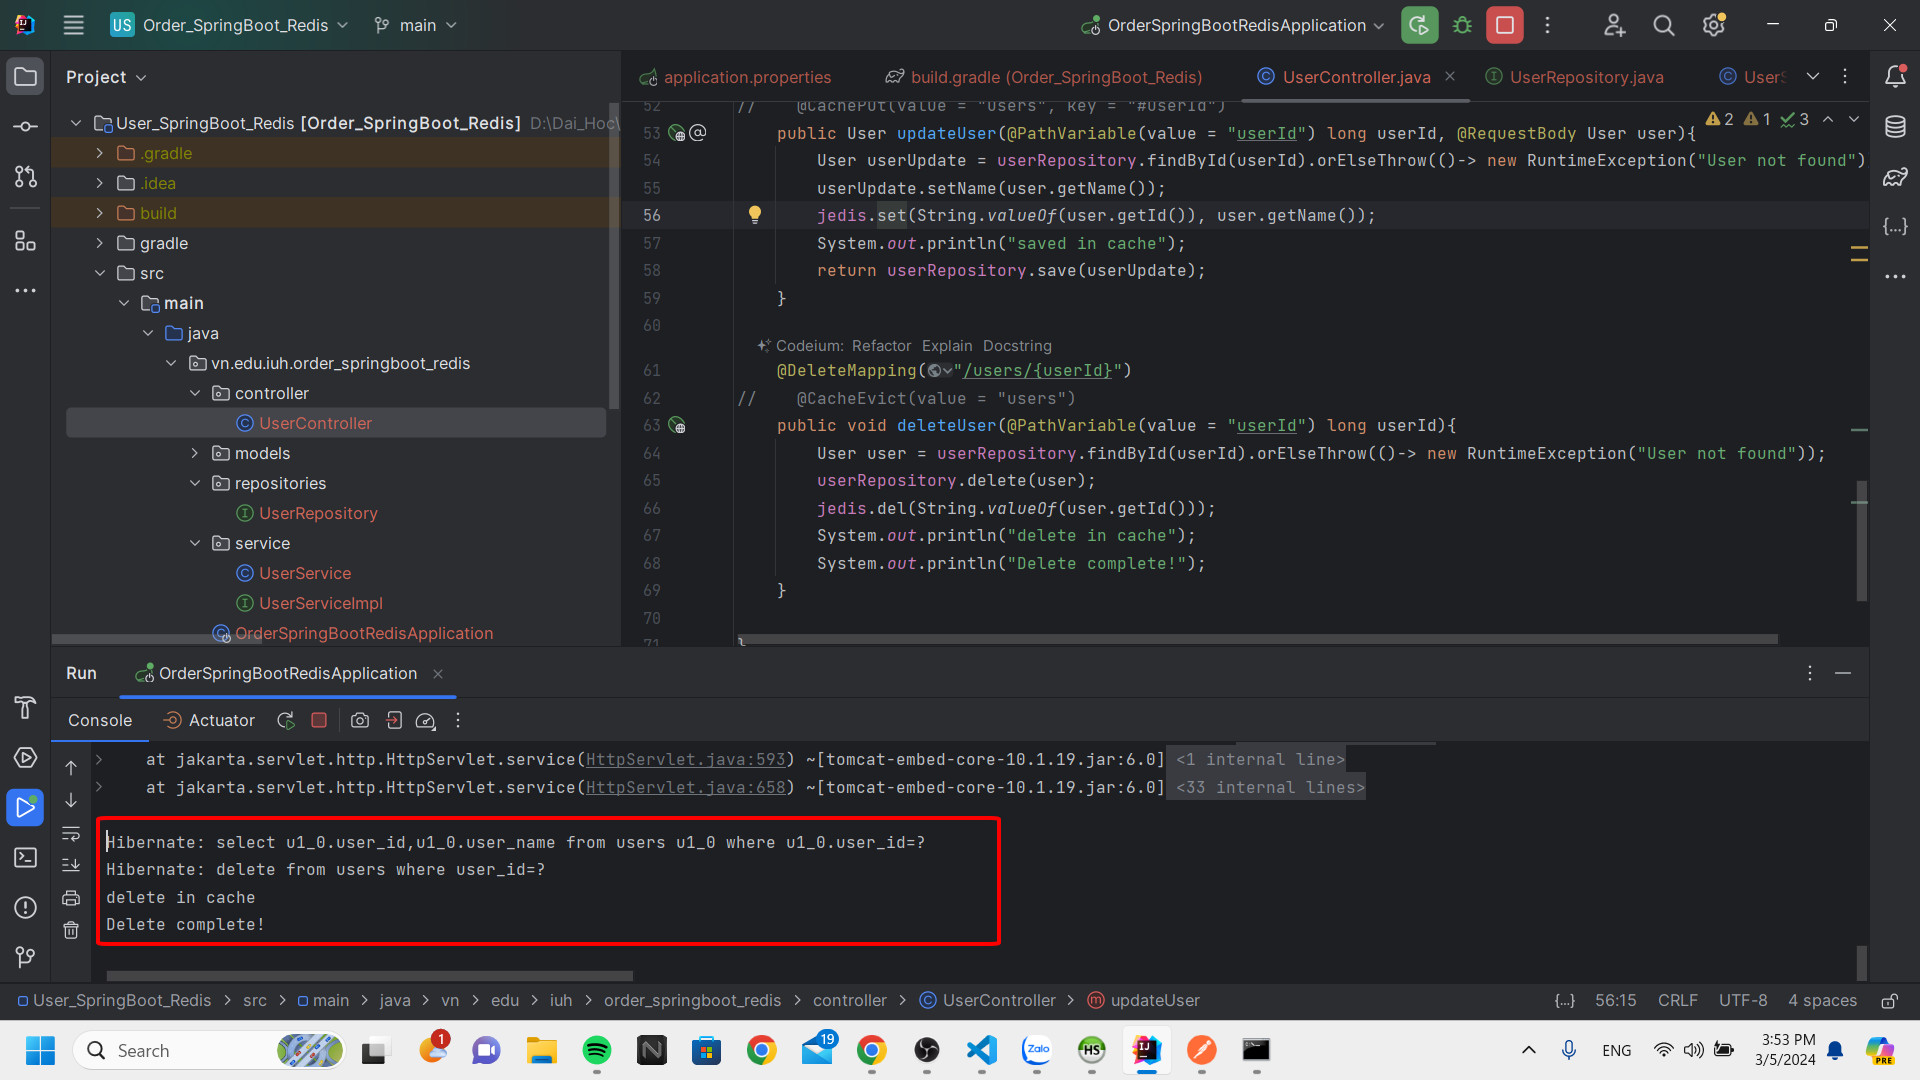 US Order_SpringBoot_Redis main OrderSpringBootRedisApplication
Project
application.properties build.gradle (Order_SpringBoot_Redis) UserController.java UserRepository.java
User_SpringBoot_Redis [Order_SpringBoot_Redis] D:\Dai_Hoc\
.gradle
.idea
build
gradle
src
main
java
vn.edu.iuh.order_springboot_redis
controller
UserController
models
repositories
UserRepository
service
UserService
UserServiceImpl
OrderSpringBootRedisApplication
2 1 3
52 // @CachePut(value = "users", key = "#userId")
53 public User updateUser(@PathVariable(value = "userId") long userId, @RequestBody User user){
54 User userUpdate = userRepository.findById(userId).orElseThrow(()-> new RuntimeException("User not found")
55 userUpdate.setName(user.getName());
56 jedis.set(String.valueOf(user.getId()), user.getName());
57 System.out.println("saved in cache");
58 return userRepository.save(userUpdate);
59 }
60
Codeium: Refactor Explain Docstring
61 @DeleteMapping("/users/{userId}")
62 // @CacheEvict(value = "users")
63 public void deleteUser(@PathVariable(value = "userId") long userId){
64 User user = userRepository.findById(userId).orElseThrow(()-> new RuntimeException("User not found"));
65 userRepository.delete(user);
66 jedis.del(String.valueOf(user.getId()));
67 System.out.println("delete in cache");
68 System.out.println("Delete complete!");
69 }
70
71 }
Run OrderSpringBootRedisApplication
Console Actuator
at jakarta.servlet.http.HttpServlet.service(HttpServlet.java:593) ~[tomcat-embed-core-10.1.19.jar:6.0] <1 internal line>
at jakarta.servlet.http.HttpServlet.service(HttpServlet.java:658) ~[tomcat-embed-core-10.1.19.jar:6.0] <33 internal lines>
Hibernate: select u1_0.user_id,u1_0.user_name from users u1_0 where u1_0.user_id=?
Hibernate: delete from users where user_id=?
delete in cache
Delete complete!
User_SpringBoot_Redis > src > main > java > vn > edu > iuh > order_springboot_redis > controller > UserController > updateUser {...} 56:15 CRLF UTF-8 4 spaces
Search 1 19 Zalo HS ENG 3:53 PM
3/5/2024 PRE